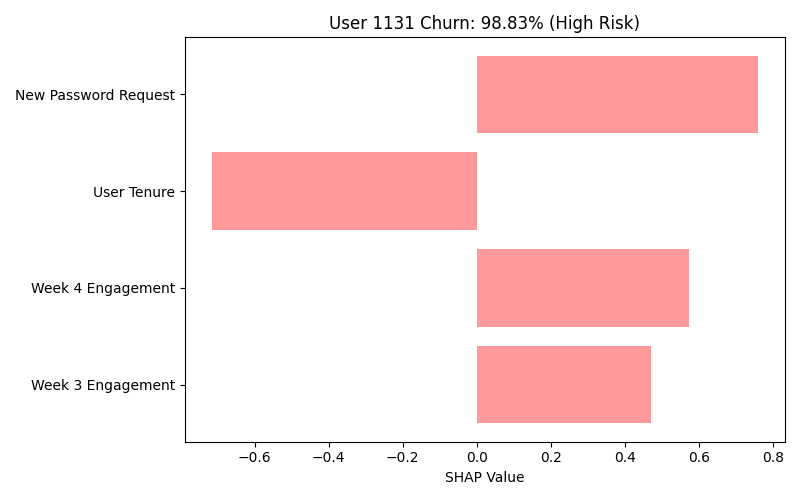 User 1131 Churn: 98.83% (High Risk)
New Password Request
User Tenure
Week 4 Engagement
Week 3 Engagement
−0.6 −0.4 −0.2 0.0 0.2 0.4 0.6 0.8
SHAP Value